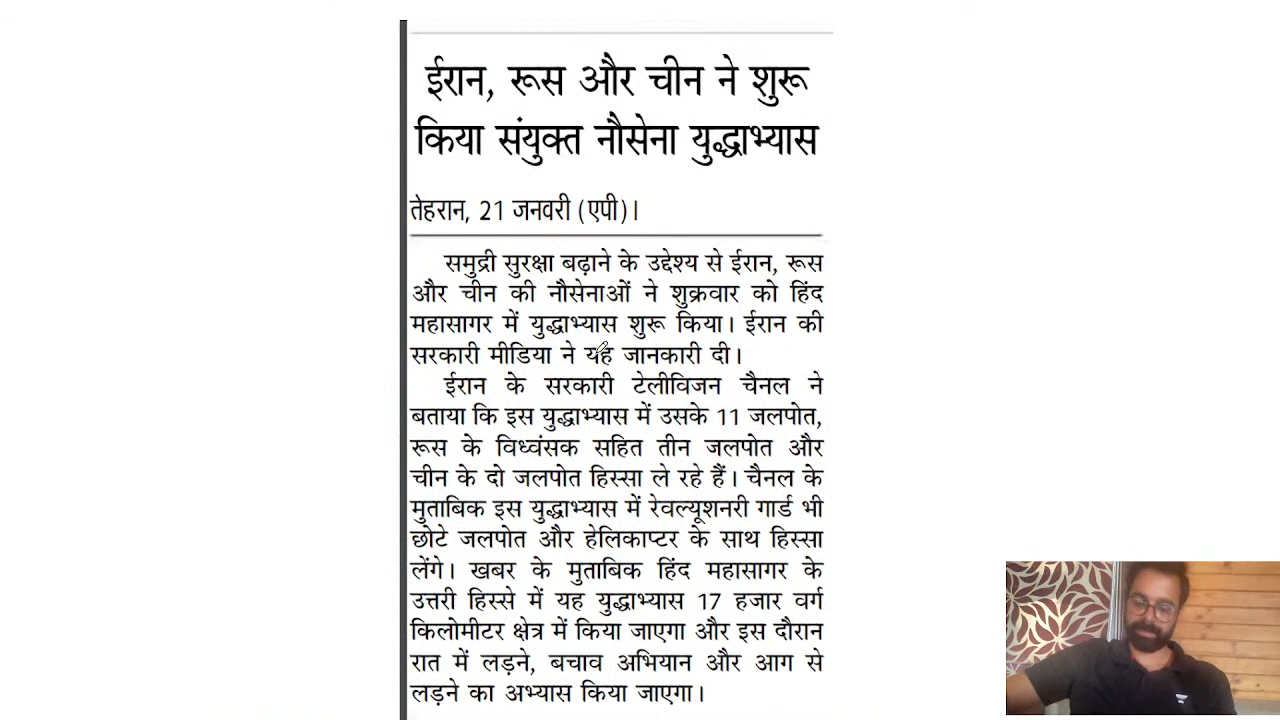 ईरान, रूस और चीन ने शुरू
किया संयुक्त नौसेना युद्धाभ्यास
तेहरान, 21 जनवरी (एपी)।
समुद्री सुरक्षा बढ़ाने के उद्देश्य से ईरान, रूस
और चीन की नौसेनाओं ने शुक्रवार को हिंद
महासागर में युद्धाभ्यास शुरू किया। ईरान की
सरकारी मीडिया ने यह जानकारी दी।
ईरान के सरकारी टेलीविजन चैनल ने
बताया कि इस युद्धाभ्यास में उसके 11 जलपोत,
रूस के विध्वंसक सहित तीन जलपोत और
चीन के दो जलपोत हिस्सा ले रहे हैं। चैनल के
मुताबिक इस युद्धाभ्यास में रेवल्यूशनरी गार्ड भी
छोटे जलपोत और हेलिकाप्टर के साथ हिस्सा
लेंगे। खबर के मुताबिक हिंद महासागर के
उत्तरी हिस्से में यह युद्धाभ्यास 17 हजार वर्ग
किलोमीटर क्षेत्र में किया जाएगा और इस दौरान
रात में लड़ने, बचाव अभियान और आग से
लड़ने का अभ्यास किया जाएगा।